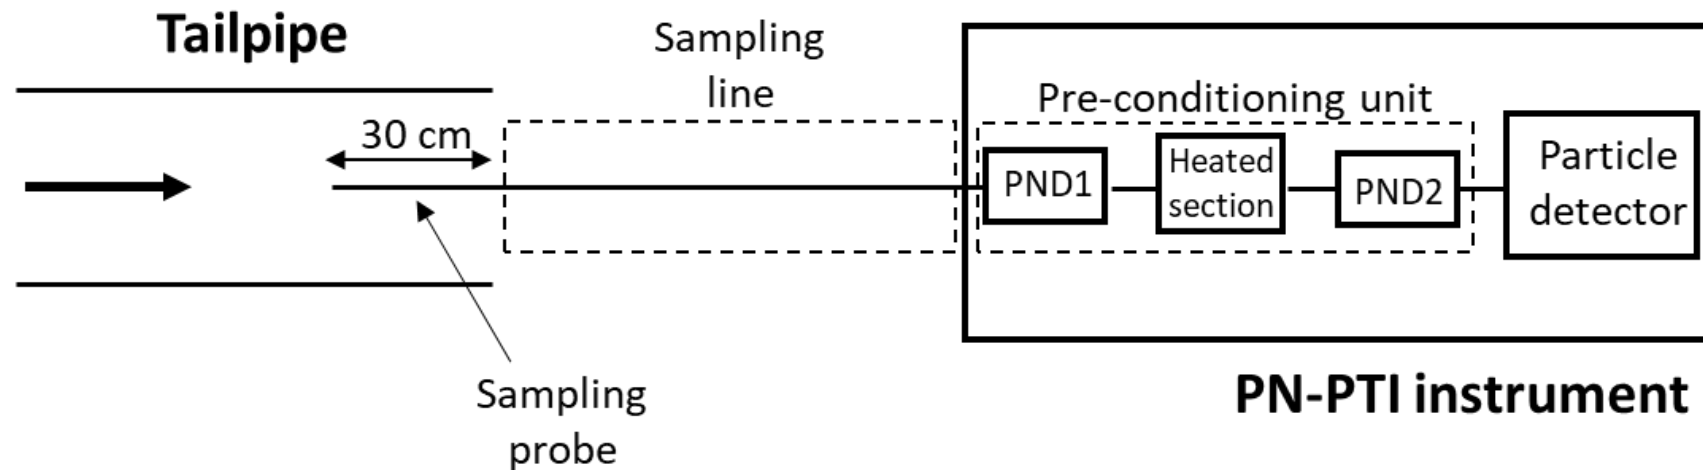 Tailpipe
Sampling
line
30 cm
Pre-conditioning unit
PND1
Heated
section
PND2
Particle
detector
Sampling
probe
PN-PTI instrument